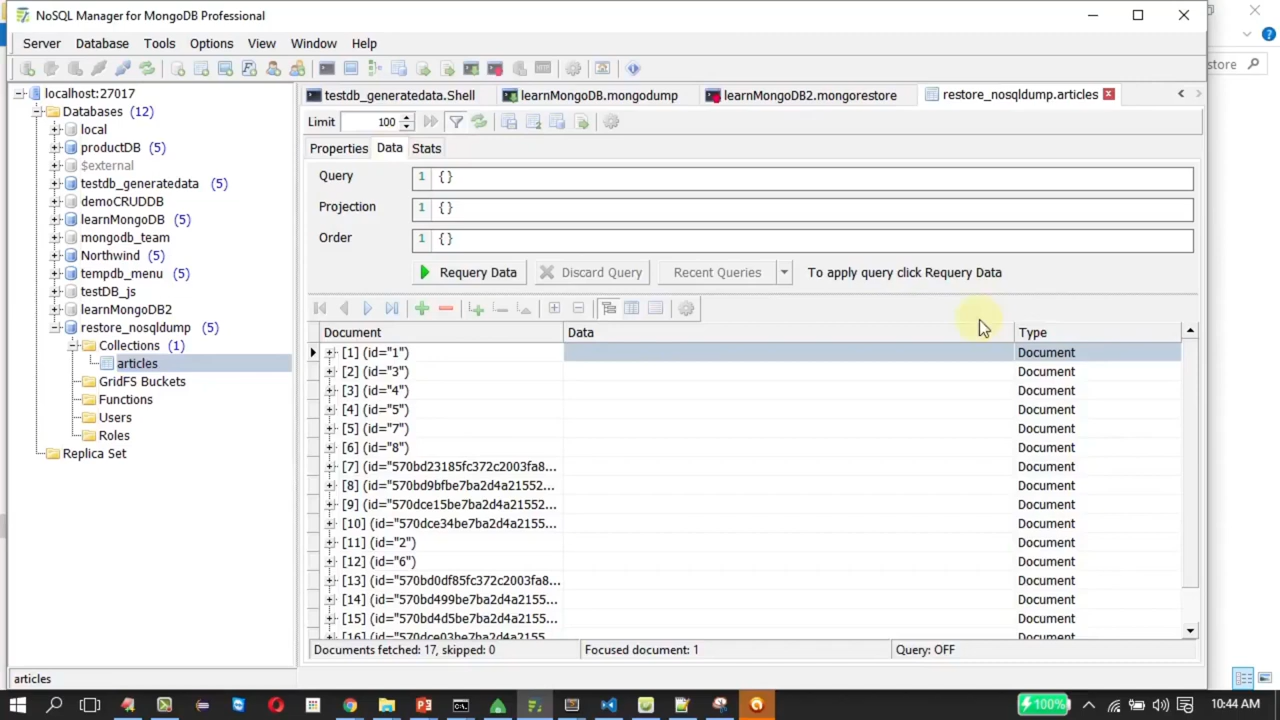 NoSQL Manager for MongoDB Professional
Server Database Tools Options View Window Help
store
localhost:27017
Databases (12)
local
productDB (5)
$external
testdb_generatedata (5)
demoCRUDDB
learnMongoDB (5)
mongodb_team
Northwind (5)
tempdb_menu (5)
testDB_js
learnMongoDB2
restore_nosqldump (5)
Collections (1)
articles
GridFS Buckets
Functions
Users
Roles
Replica Set
testdb_generatedata.Shell learnMongoDB.mongodump learnMongoDB2.mongorestore restore_nosqldump.articles
Limit 100
Properties Data Stats
Query 1 {}
Projection 1 {}
Order 1 {}
Requery Data Discard Query Recent Queries To apply query click Requery Data
Document Data Type
[1] (id="1") Document
[2] (id="3") Document
[3] (id="4") Document
[4] (id="5") Document
[5] (id="7") Document
[6] (id="8") Document
[7] (id="570bd23185fc372c2003fa8... Document
[8] (id="570bd9bfbe7ba2d4a21552... Document
[9] (id="570dce15be7ba2d4a21552... Document
[10] (id="570dce34be7ba2d4a2155... Document
[11] (id="2") Document
[12] (id="6") Document
[13] (id="570bd0df85fc372c2003fa8... Document
[14] (id="570bd499be7ba2d4a2155... Document
[15] (id="570bd4d5be7ba2d4a2155... Document
[16] (id="570dce03be7ba2d4a2155... Document
Documents fetched: 17, skipped: 0 Focused document: 1 Query: OFF
articles
100% 10:44 AM